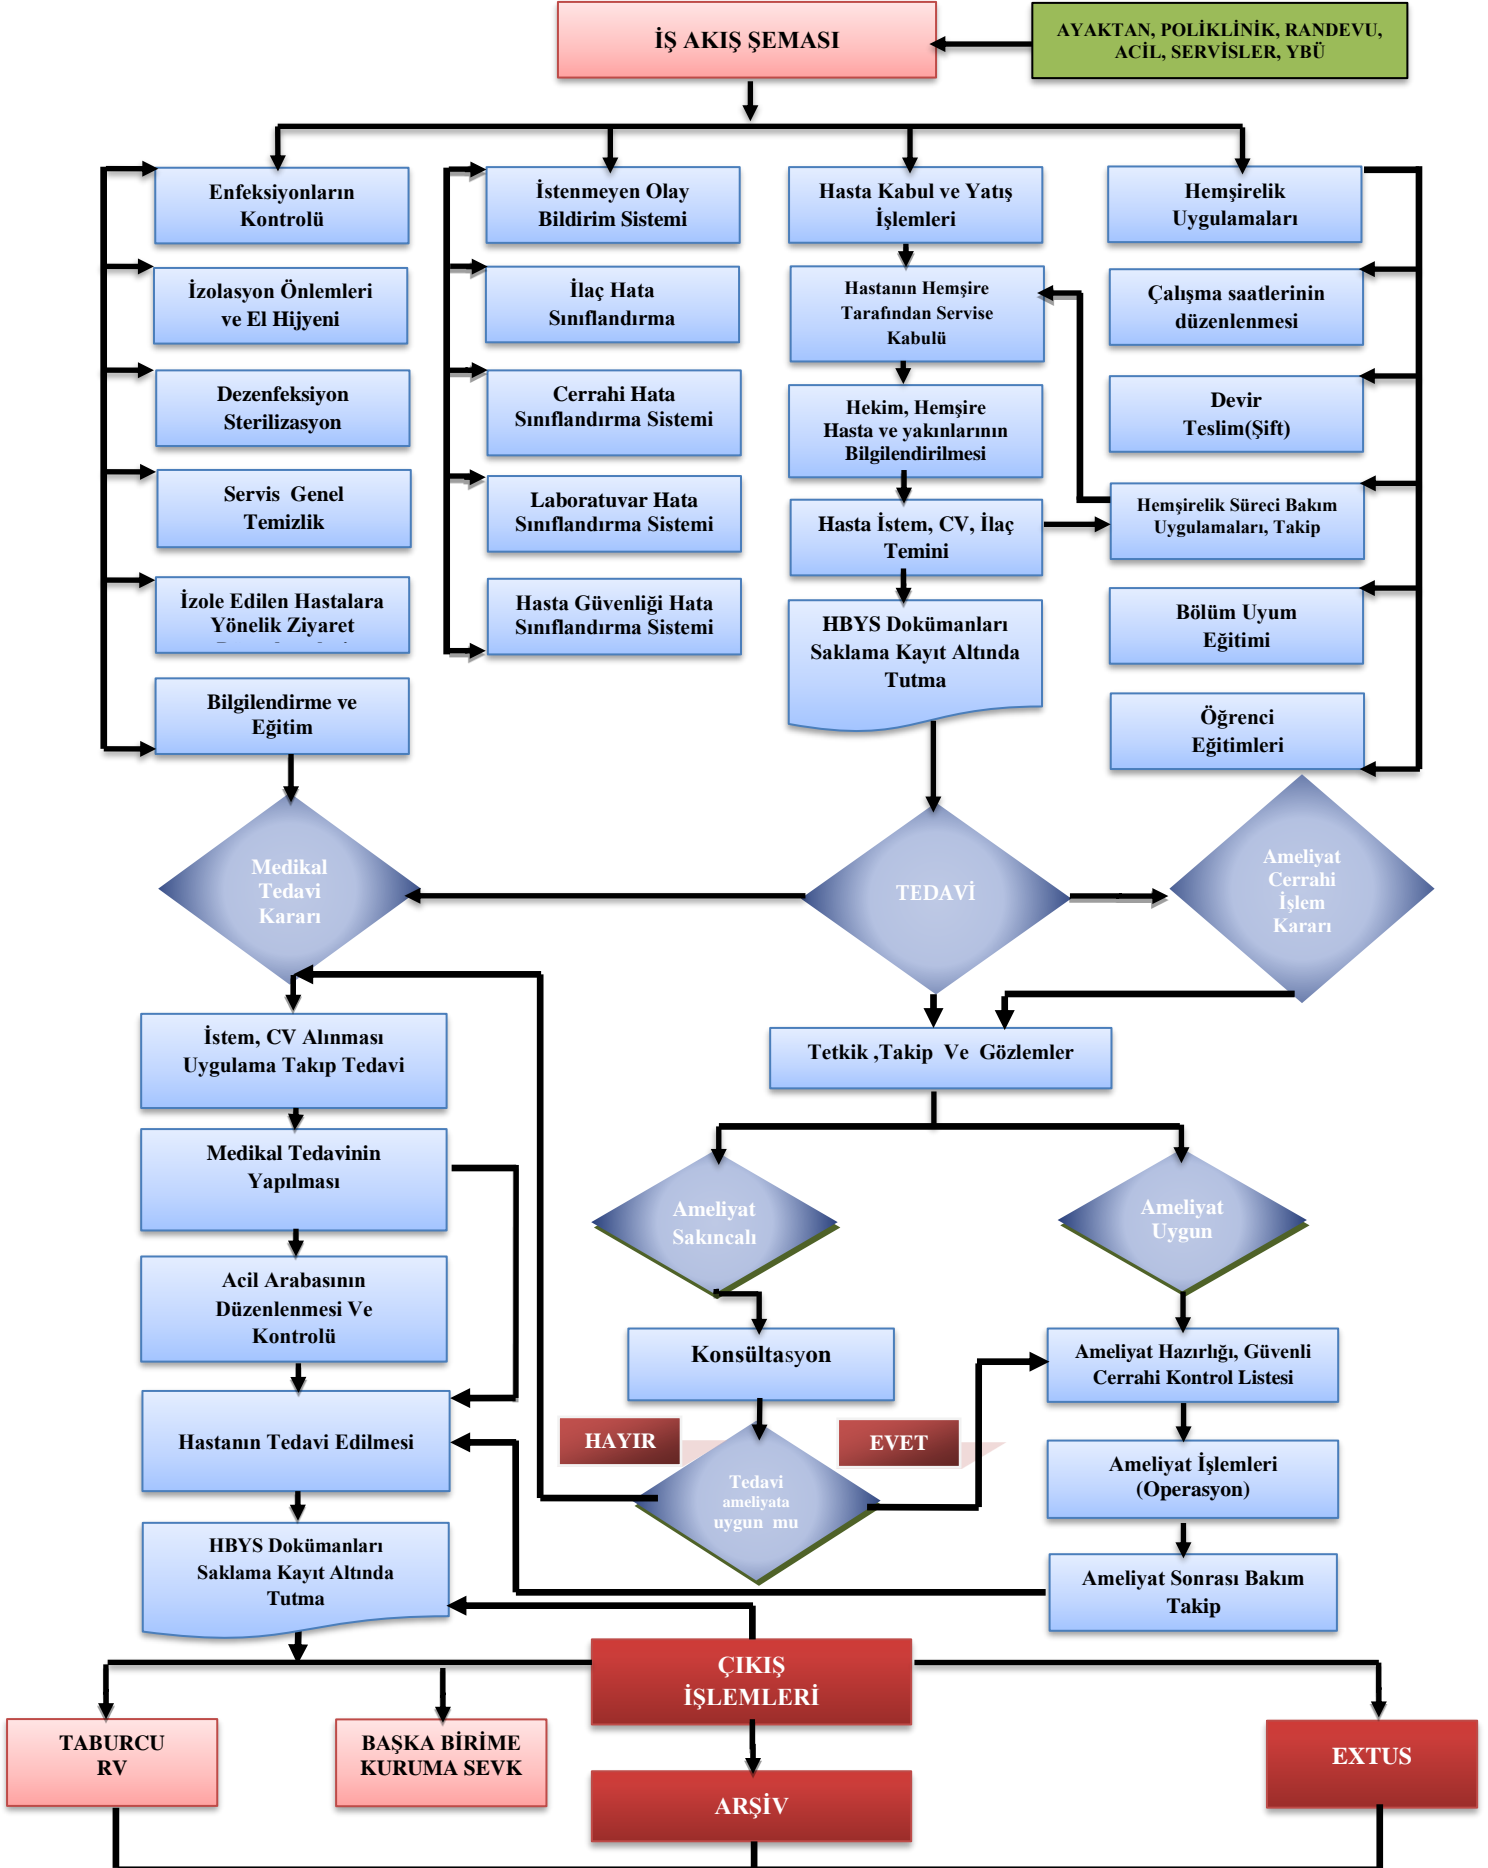 İŞ AKIŞ ŞEMASI
AYAKTAN, POLİKLİNİK, RANDEVU,
ACİL, SERVİSLER, YBÜ
Enfeksiyonların
Kontrolü
İzolasyon Önlemleri
ve El Hijyeni
Dezenfeksiyon
Sterilizasyon
Servis Genel
Temizlik
İzole Edilen Hastalara
Yönelik Ziyaret
Bilgilendirme ve
Eğitim
İstenmeyen Olay
Bildirim Sistemi
İlaç Hata
Sınıflandırma
Cerrahi Hata
Sınıflandırma Sistemi
Laboratuvar Hata
Sınıflandırma Sistemi
Hasta Güvenliği Hata
Sınıflandırma Sistemi
Hasta Kabul ve Yatış
İşlemleri
Hastanın Hemşire
Tarafından Servise
Kabulü
Hekim, Hemşire
Hasta ve yakınlarının
Bilgilendirilmesi
Hasta İstem, CV, İlaç
Temini
HBYS Dokümanları
Saklama Kayıt Altında
Tutma
Hemşirelik
Uygulamaları
Çalışma saatlerinin
düzenlenmesi
Devir
Teslim(Şift)
Hemşirelik Süreci Bakım
Uygulamaları, Takip
Bölüm Uyum
Eğitimi
Öğrenci
Eğitimleri
Medikal
Tedavi
Kararı
TEDAVİ
Ameliyat
Cerrahi
İşlem
Kararı
İstem, CV Alınması
Uygulama Takıp Tedavi
Medikal Tedavinin
Yapılması
Acil Arabasının
Düzenlenmesi Ve
Kontrolü
Hastanın Tedavi Edilmesi
HBYS Dokümanları
Saklama Kayıt Altında
Tutma
Tetkik ,Takip Ve Gözlemler
Ameliyat
Sakıncalı
Ameliyat
Uygun
Konsültasyon
HAYIR
EVET
Tedavi
ameliyata
uygun mu
Ameliyat Hazırlığı, Güvenli
Cerrahi Kontrol Listesi
Ameliyat İşlemleri
(Operasyon)
Ameliyat Sonrası Bakım
Takip
ÇIKIŞ
İŞLEMLERİ
TABURCU
RV
BAŞKA BİRİME
KURUMA SEVK
ARŞİV
EXTUS